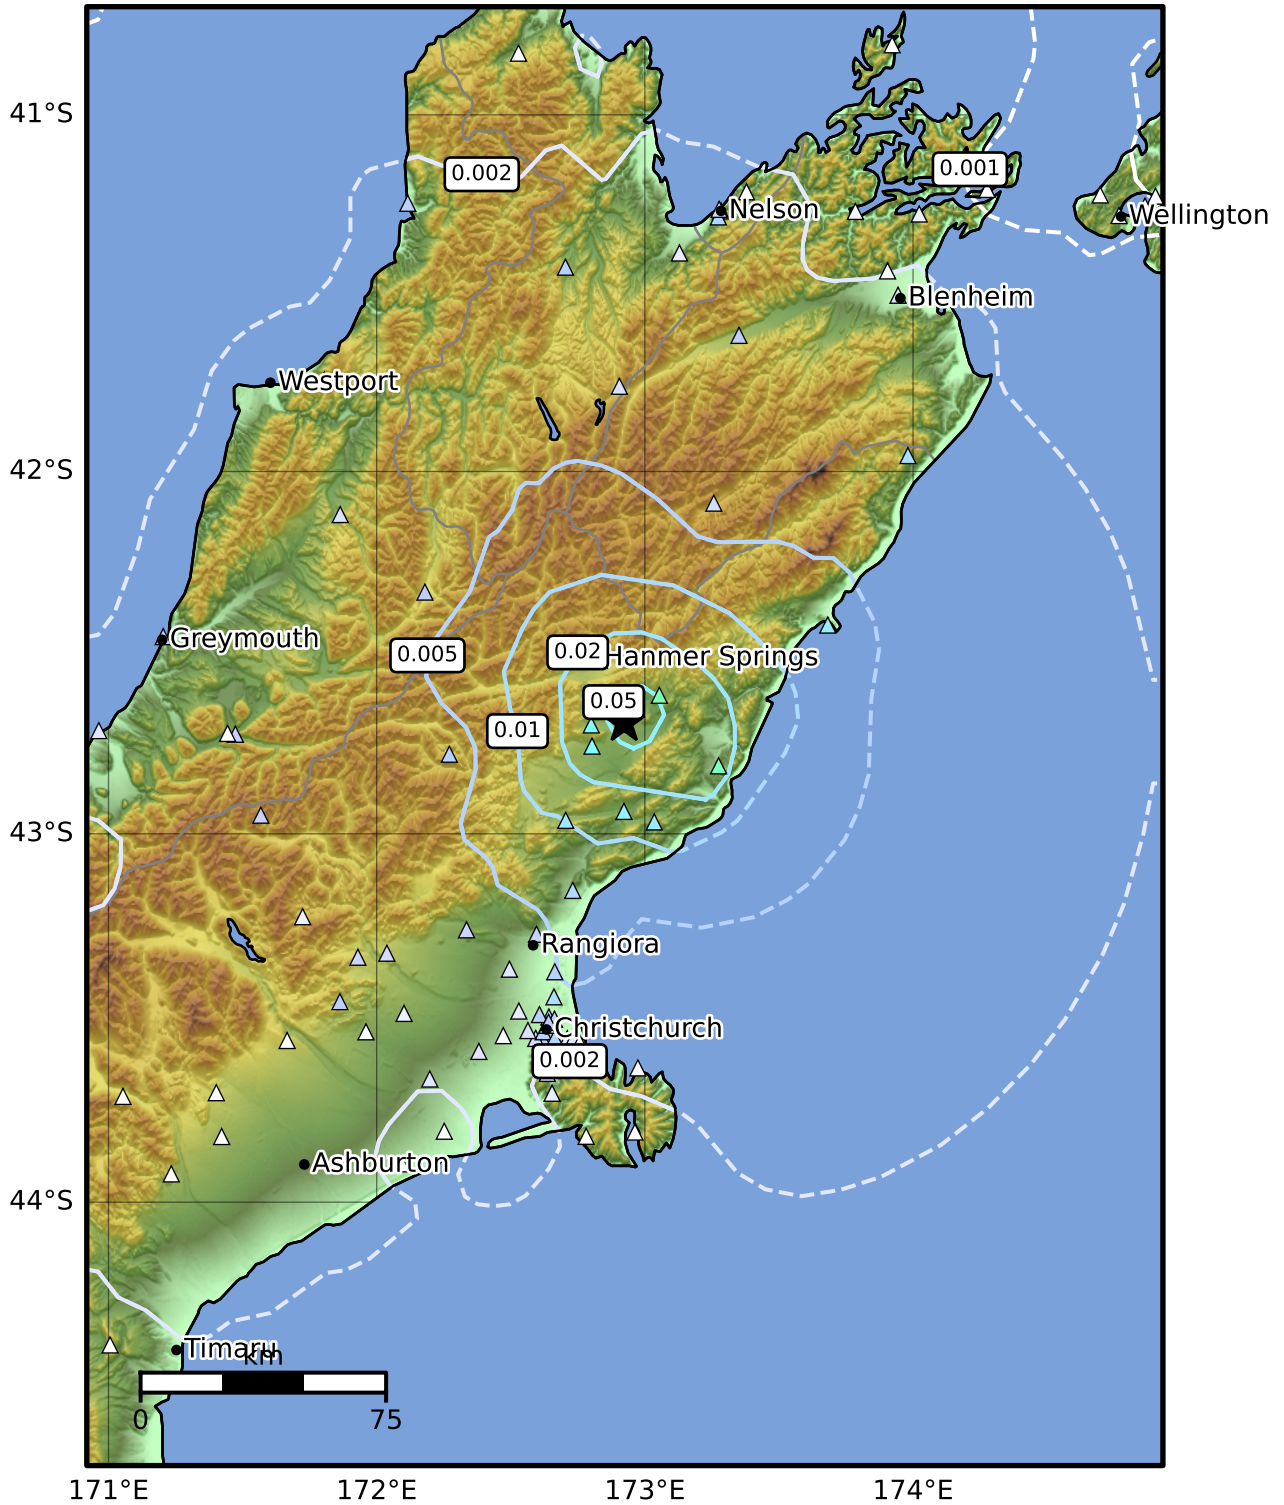 41°S
0.002
0.001
Nelson
Wellington
Blenheim
Westport
42°S
Greymouth
0.005
0.02
Hanmer Springs
0.05
0.01
43°S
Rangiora
Christchurch
0.002
Ashburton
44°S
Timaru
km
0
75
171°E
172°E
173°E
174°E